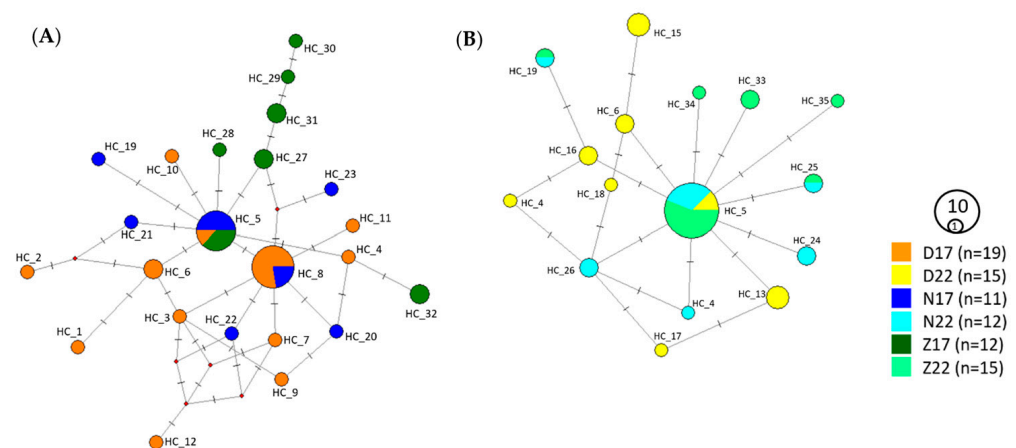 (A)
HC_30
HC_29
HC_31
HC_28
HC_27
HC_19
HC_10
HC_23
HC_5
HC_11
HC_21
HC_4
HC_2
HC_6
HC_8
HC_32
HC_3
HC_22
HC_7
HC_20
HC_1
HC_9
HC_12
(B)
HC_15
HC_19
HC_33
HC_34
HC_35
HC_6
HC_16
HC_18
HC_25
HC_4
HC_5
HC_24
HC_26
HC_13
HC_4
HC_17
10
1
D17 (n=19)
D22 (n=15)
N17 (n=11)
N22 (n=12)
Z17 (n=12)
Z22 (n=15)